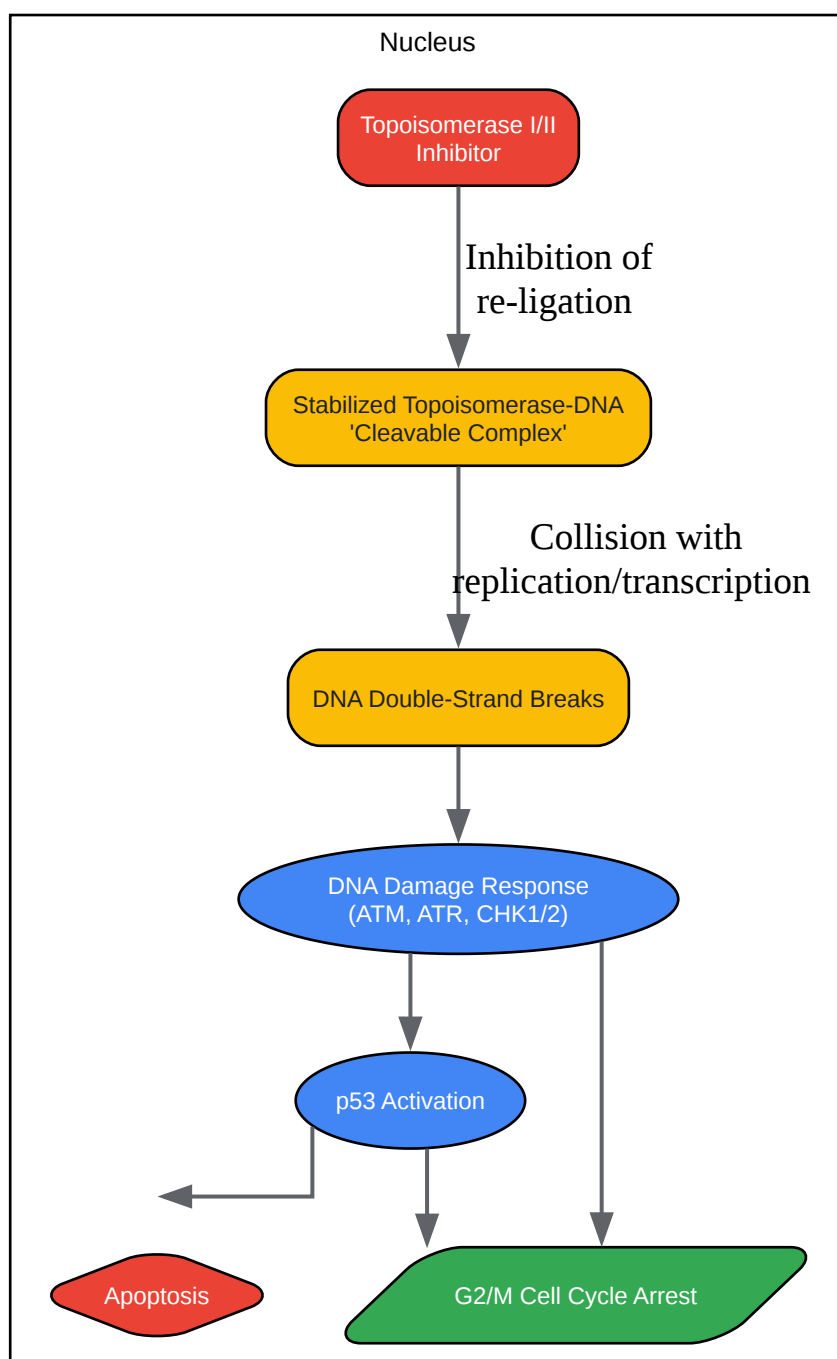 Nucleus
Topoisomerase I/II
Inhibitor
Inhibition of
re-ligation
Stabilized Topoisomerase-DNA
'Cleavable Complex'
Collision with
replication/transcription
DNA Double-Strand Breaks
DNA Damage Response
(ATM, ATR, CHK1/2)
p53 Activation
Apoptosis
G2/M Cell Cycle Arrest